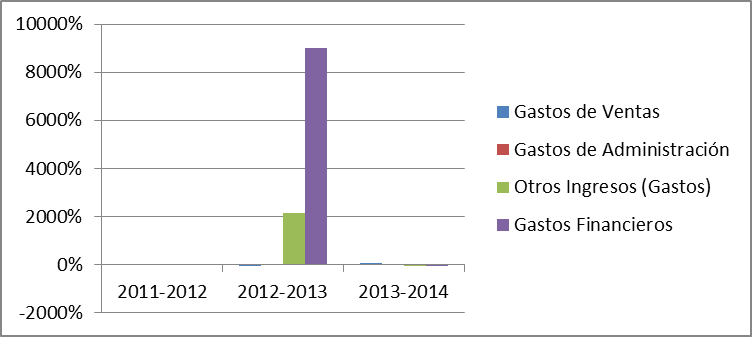 10000%
8000%
6000%
4000%
2000%
0%
-2000%
2011-2012
2012-2013
2013-2014
Gastos de Ventas
Gastos de Administración
Otros Ingresos (Gastos)
Gastos Financieros